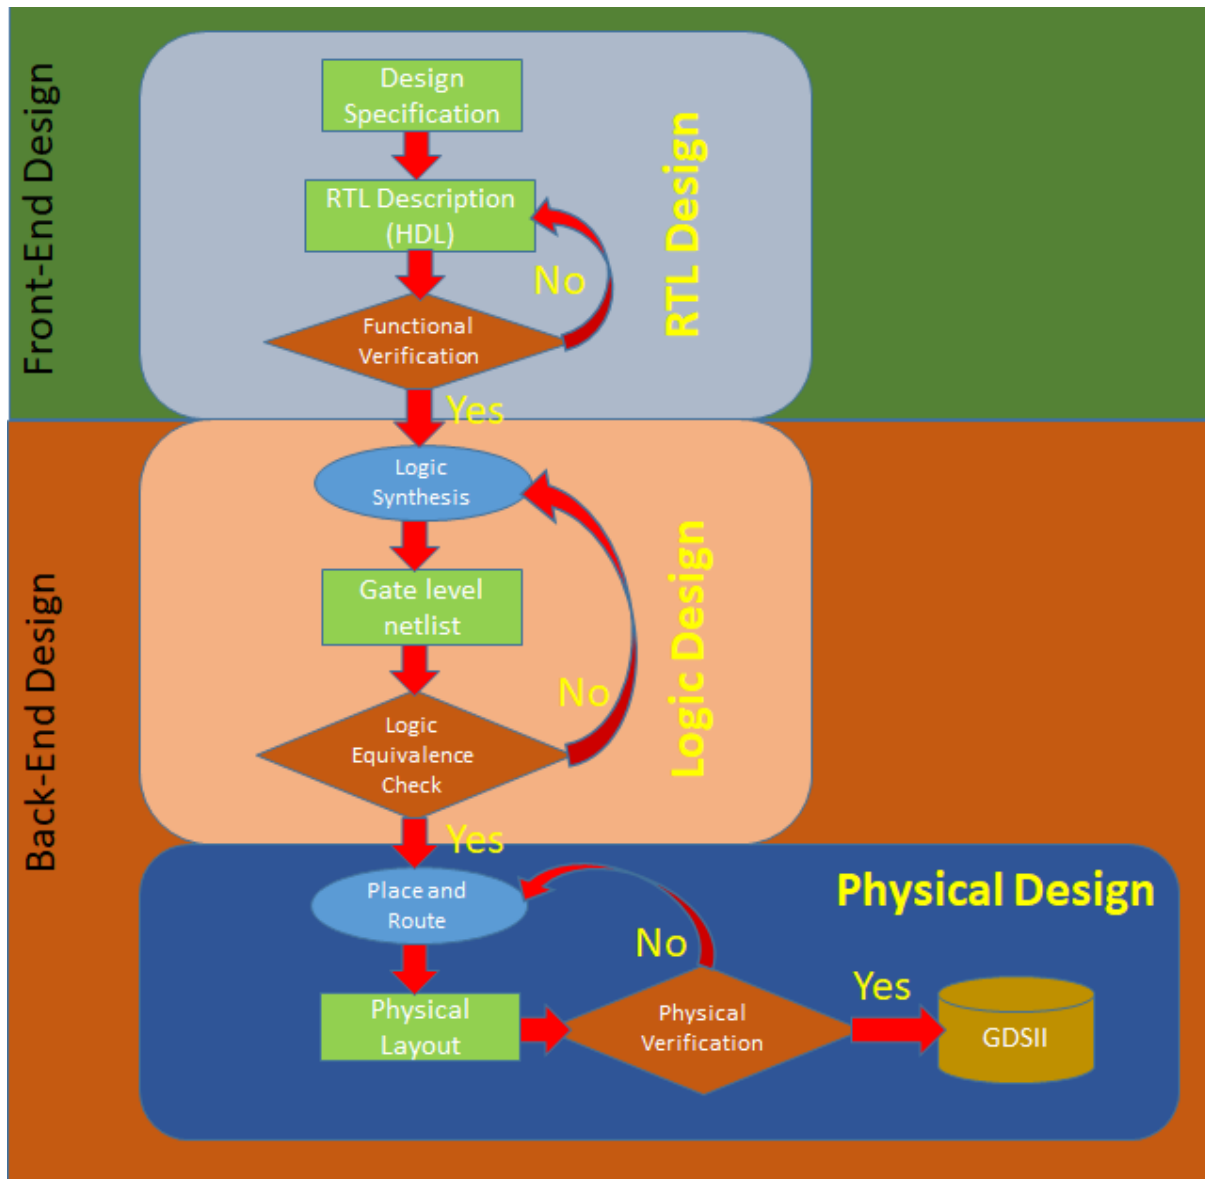 Front-End Design
Design
Specification
RTL Description
(HDL)
No
RTL Design
Functional
Verification
Yes
Back-End Design
Logic
Synthesis
Gate level
netlist
No
Logic Design
Logic
Equivalence
Check
Yes
Physical Design
Place and
Route
No
Physical
Layout
Physical
Verification
Yes
GDSII